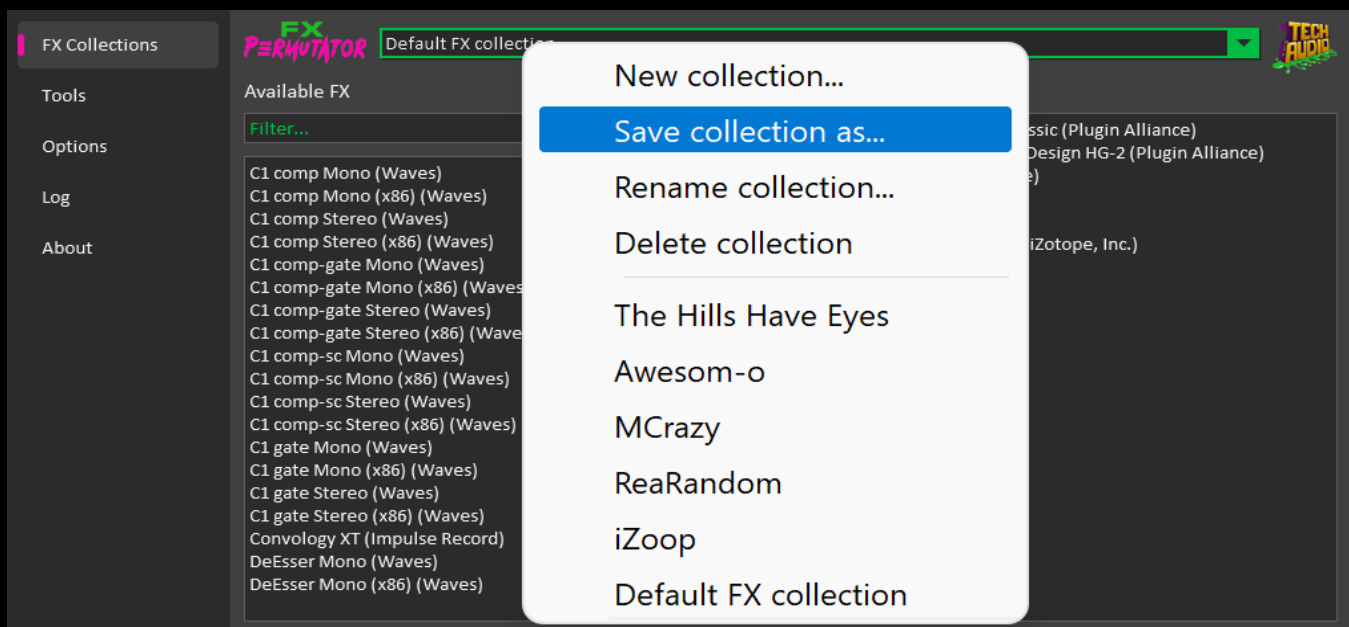 FX Collections
Tools
Options
Log
About
FX
PERMUTATOR
Default FX collection
TECH
AUDIO
Available FX
Filter...
C1 comp Mono (Waves)
C1 comp Mono (x86) (Waves)
C1 comp Stereo (Waves)
C1 comp Stereo (x86) (Waves)
C1 comp-gate Mono (Waves)
C1 comp-gate Mono (x86) (Waves
C1 comp-gate Stereo (Waves)
C1 comp-gate Stereo (x86) (Wave
C1 comp-sc Mono (Waves)
C1 comp-sc Mono (x86) (Waves)
C1 comp-sc Stereo (Waves)
C1 comp-sc Stereo (x86) (Waves)
C1 gate Mono (Waves)
C1 gate Mono (x86) (Waves)
C1 gate Stereo (Waves)
C1 gate Stereo (x86) (Waves)
Convology XT (Impulse Record)
DeEsser Mono (Waves)
DeEsser Mono (x86) (Waves)
New collection...
Save collection as...
Rename collection...
Delete collection
The Hills Have Eyes
Awesom-o
MCrazy
ReaRandom
iZoop
Default FX collection
ssic (Plugin Alliance)
Design HG-2 (Plugin Alliance)
e)
iZotope, Inc.)